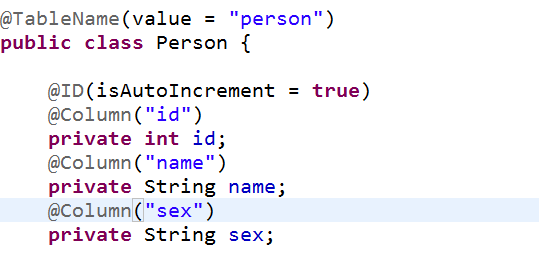 @TableName(value = "person")
public class Person {
@ID(isAutoIncrement = true)
@Column("id")
private int id;
@Column("name")
private String name;
@Column("sex")
private String sex;